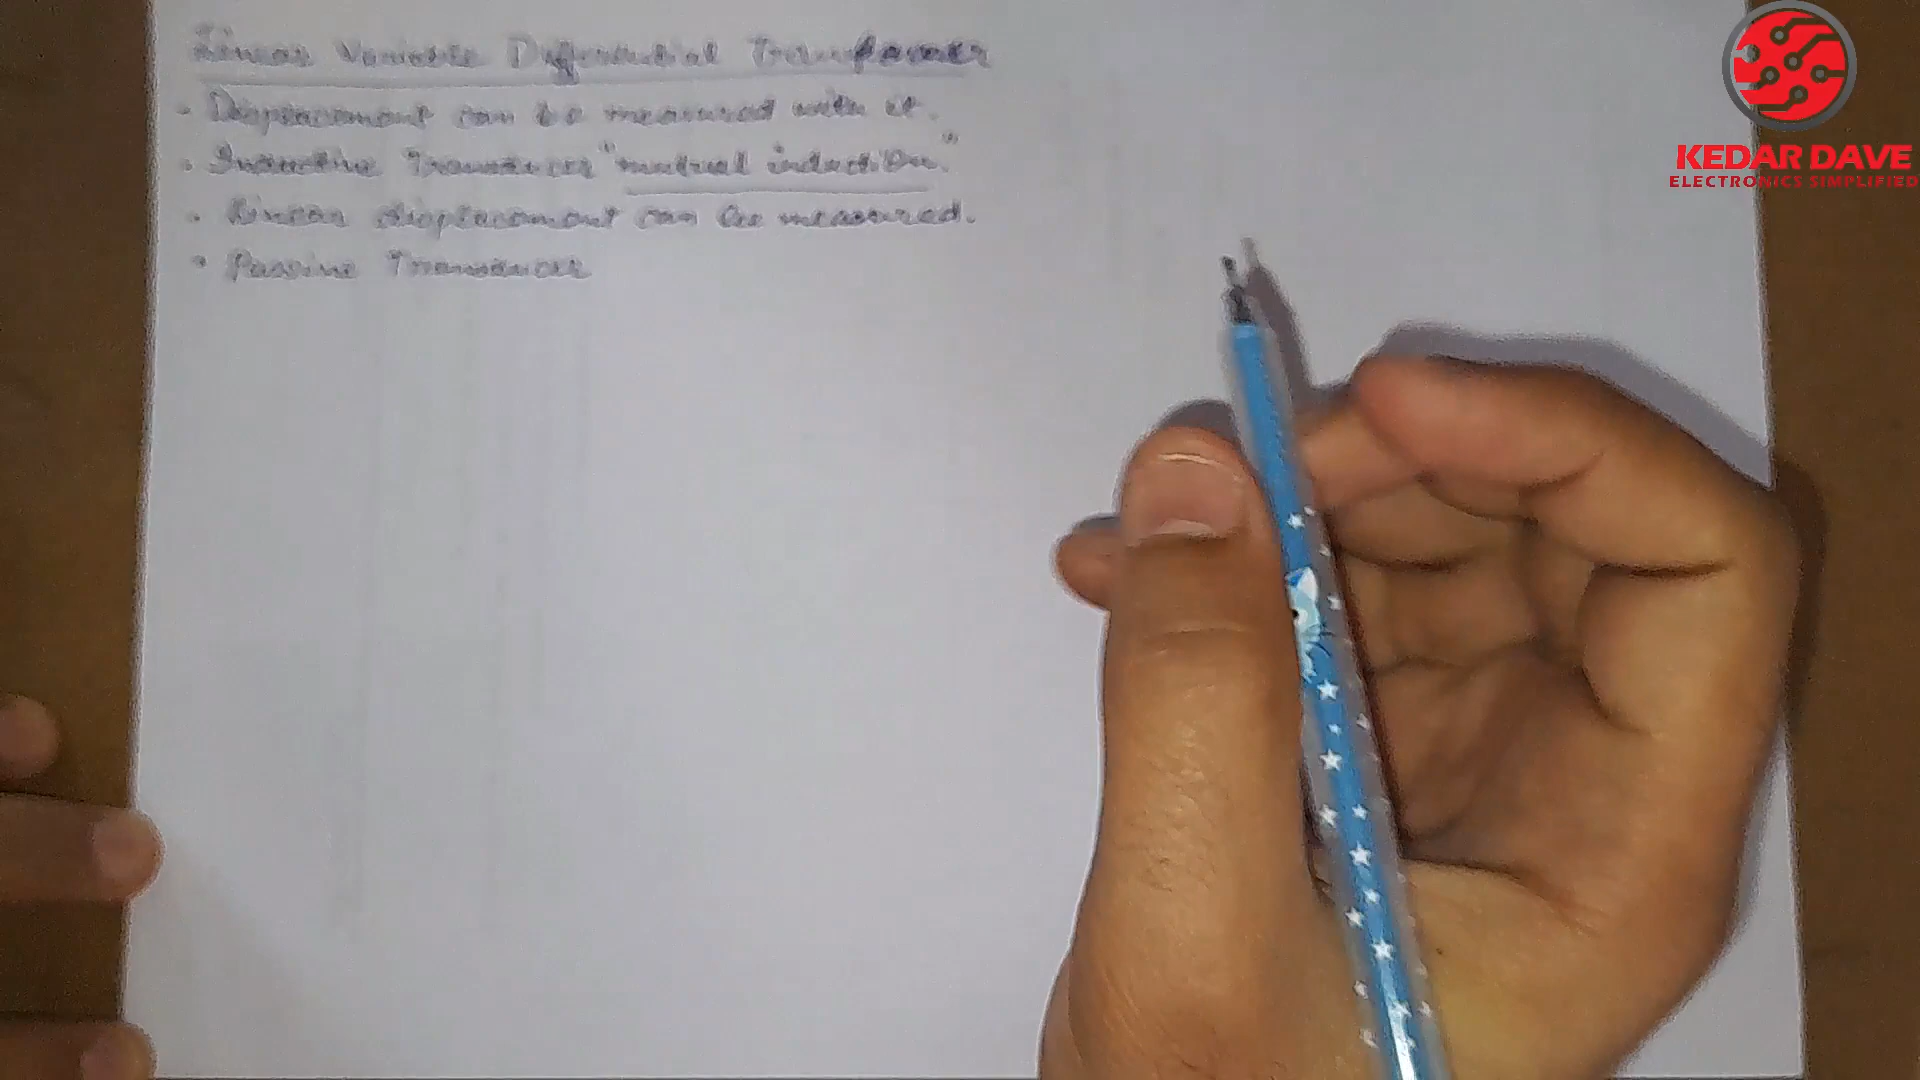 Linear Variable Differential Transformer
• Displacement can be measured with it.
• Inductive Transducer "mutual induction."
• Linear displacement can be measured.
• Passive Transducer
KEDAR DAVE
ELECTRONICS SIMPLIFIED